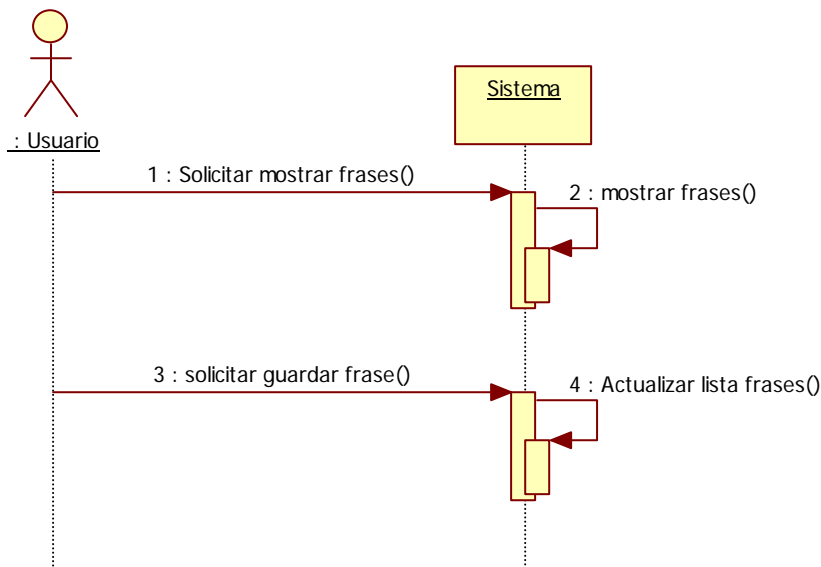 Sistema
: Usuario
1 : Solicitar mostrar frases()
2 : mostrar frases()
3 : solicitar guardar frase()
4 : Actualizar lista frases()